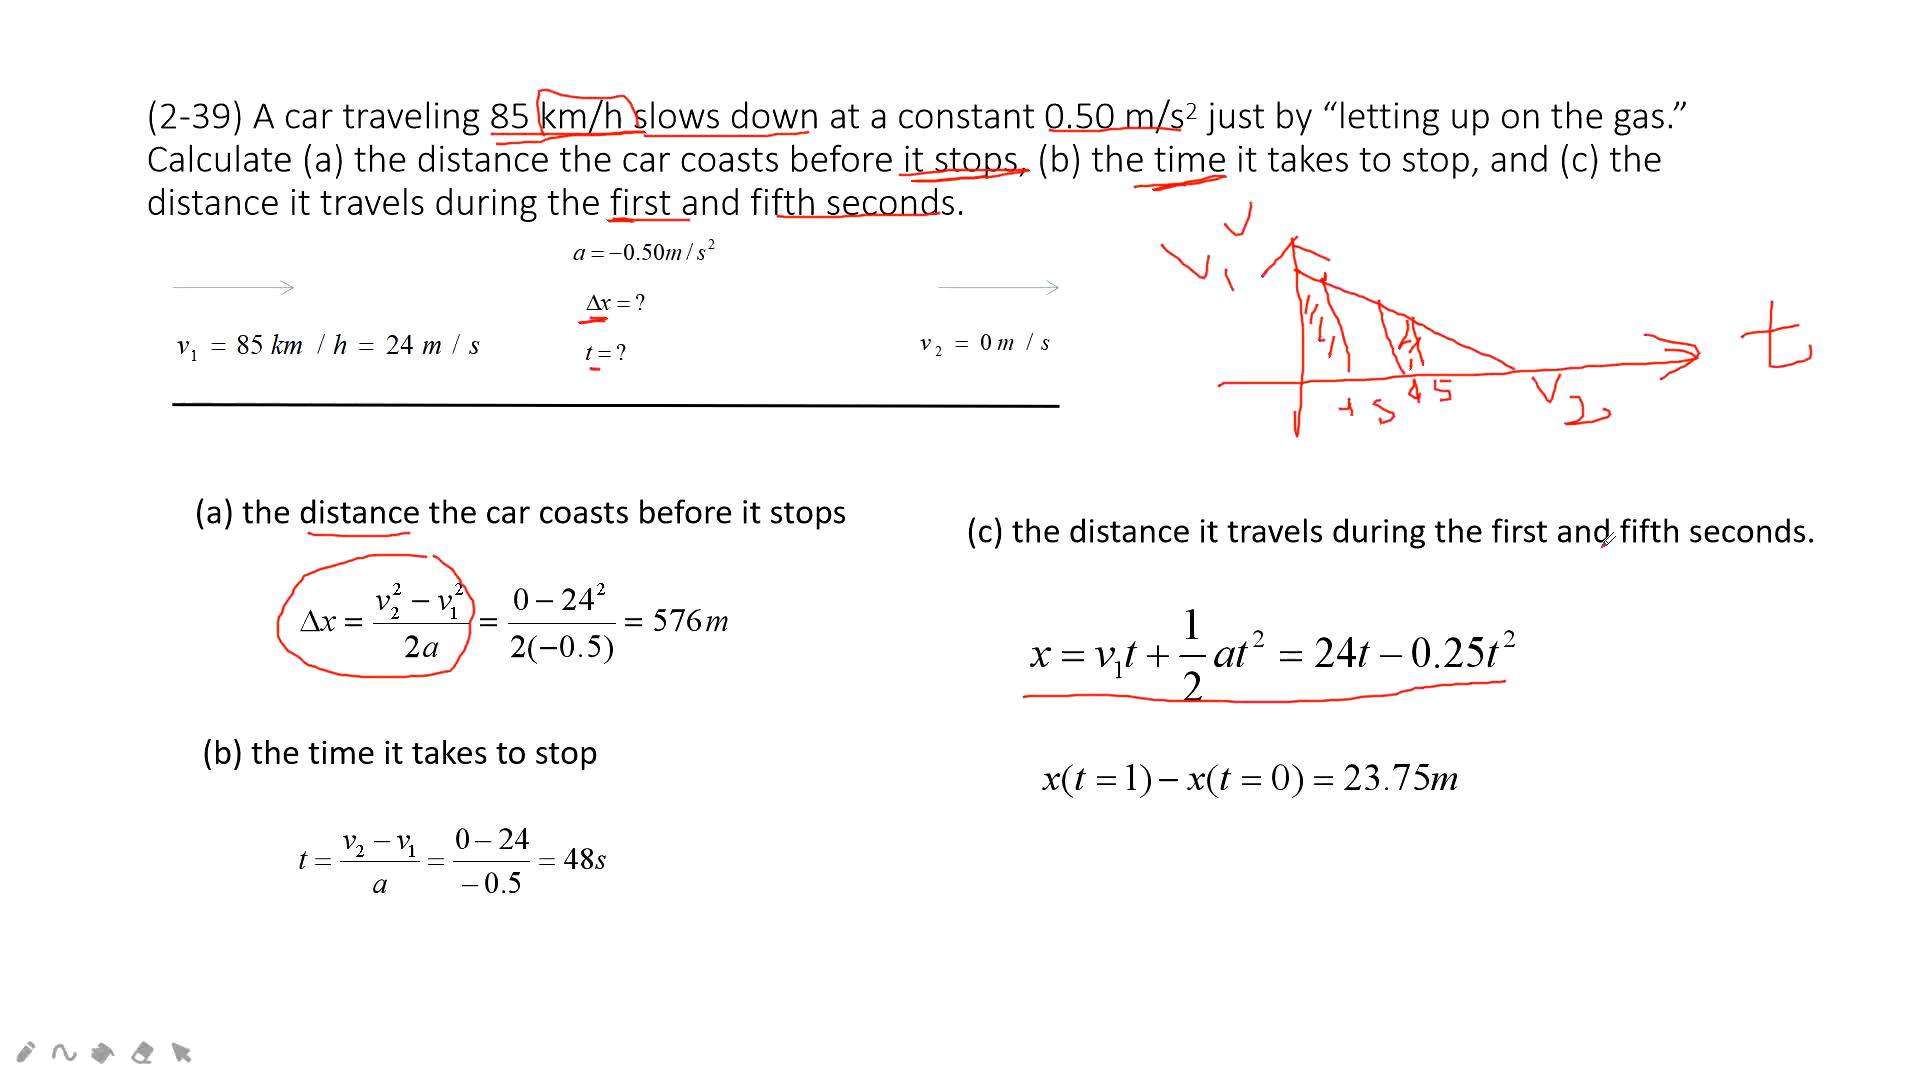 (2-39) A car traveling 85 km/h slows down at a constant 0.50 m/s² just by “letting up on the gas.”
Calculate (a) the distance the car coasts before it stops, (b) the time it takes to stop, and (c) the
distance it travels during the first and fifth seconds.
a = −0.50m / s²
Δx = ?
t = ?
v₁ = 85 km / h = 24 m / s
v₂ = 0 m / s
v
v₁
t
1 s
4 5
v₂
(a) the distance the car coasts before it stops
Δx = (v₂² − v₁²) / 2a = (0 − 24²) / 2(−0.5) = 576m
(b) the time it takes to stop
t = (v₂ − v₁) / a = (0 − 24) / −0.5 = 48s
(c) the distance it travels during the first and fifth seconds.
x = v₁t + 1/2 at² = 24t − 0.25t²
x(t = 1) − x(t = 0) = 23.75m